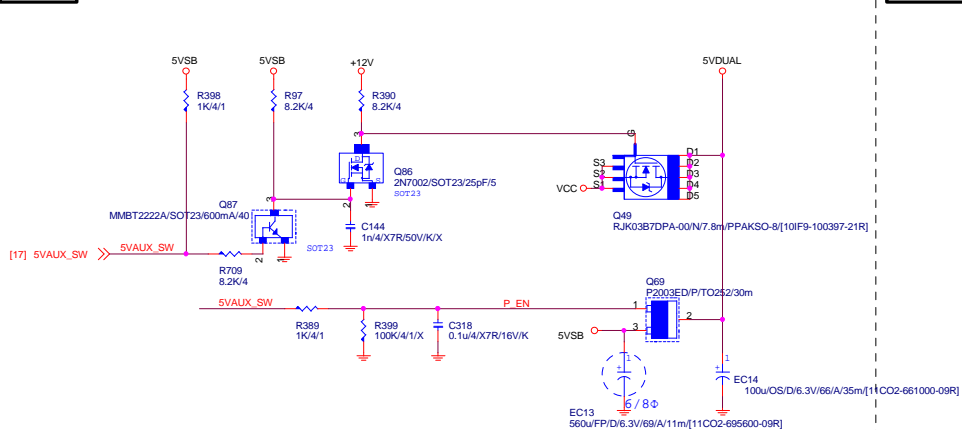 5VSB
5VSB
+12V
5VDUAL
R398
1K/4/1
R97
8.2K/4
R390
8.2K/4
3
G
D
G
S
Q86
2N7002/SOT23/25pF/5
SOT23
2
1
S3
S2
S1
D1
D2
D3
D4
D5
VCC
Q49
RJK03B7DPA-00/N/7.8m/PPAKSO-8/[10IF9-100397-21R]
Q87
MMBT2222A/SOT23/600mA/40
3
2
1
SOT23
C144
1n/4/X7R/50V/K/X
[17] 5VAUX_SW
5VAUX_SW
R709
8.2K/4
5VAUX_SW
R389
1K/4/1
R399
100K/4/1/X
C318
0.1u/4/X7R/16V/K
P_EN
Q69
P2003ED/P/TO252/30m
1
2
3
5VSB
1
+
6/8Φ
EC13
560u/FP/D/6.3V/69/A/11m/[11CO2-695600-09R]
1
+
EC14
100u/OS/D/6.3V/66/A/35m/[11CO2-661000-09R]